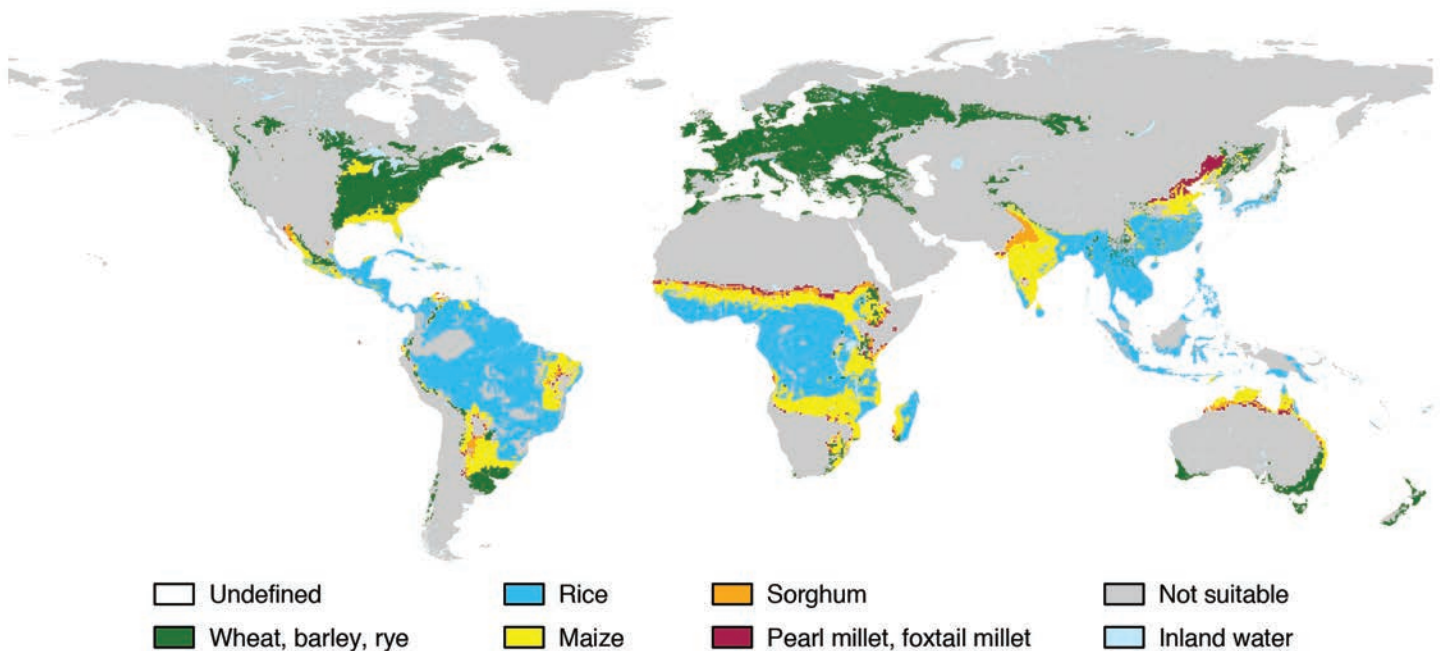 Undefined Rice Sorghum Not suitable
Wheat, barley, rye Maize Pearl millet, foxtail millet Inland water